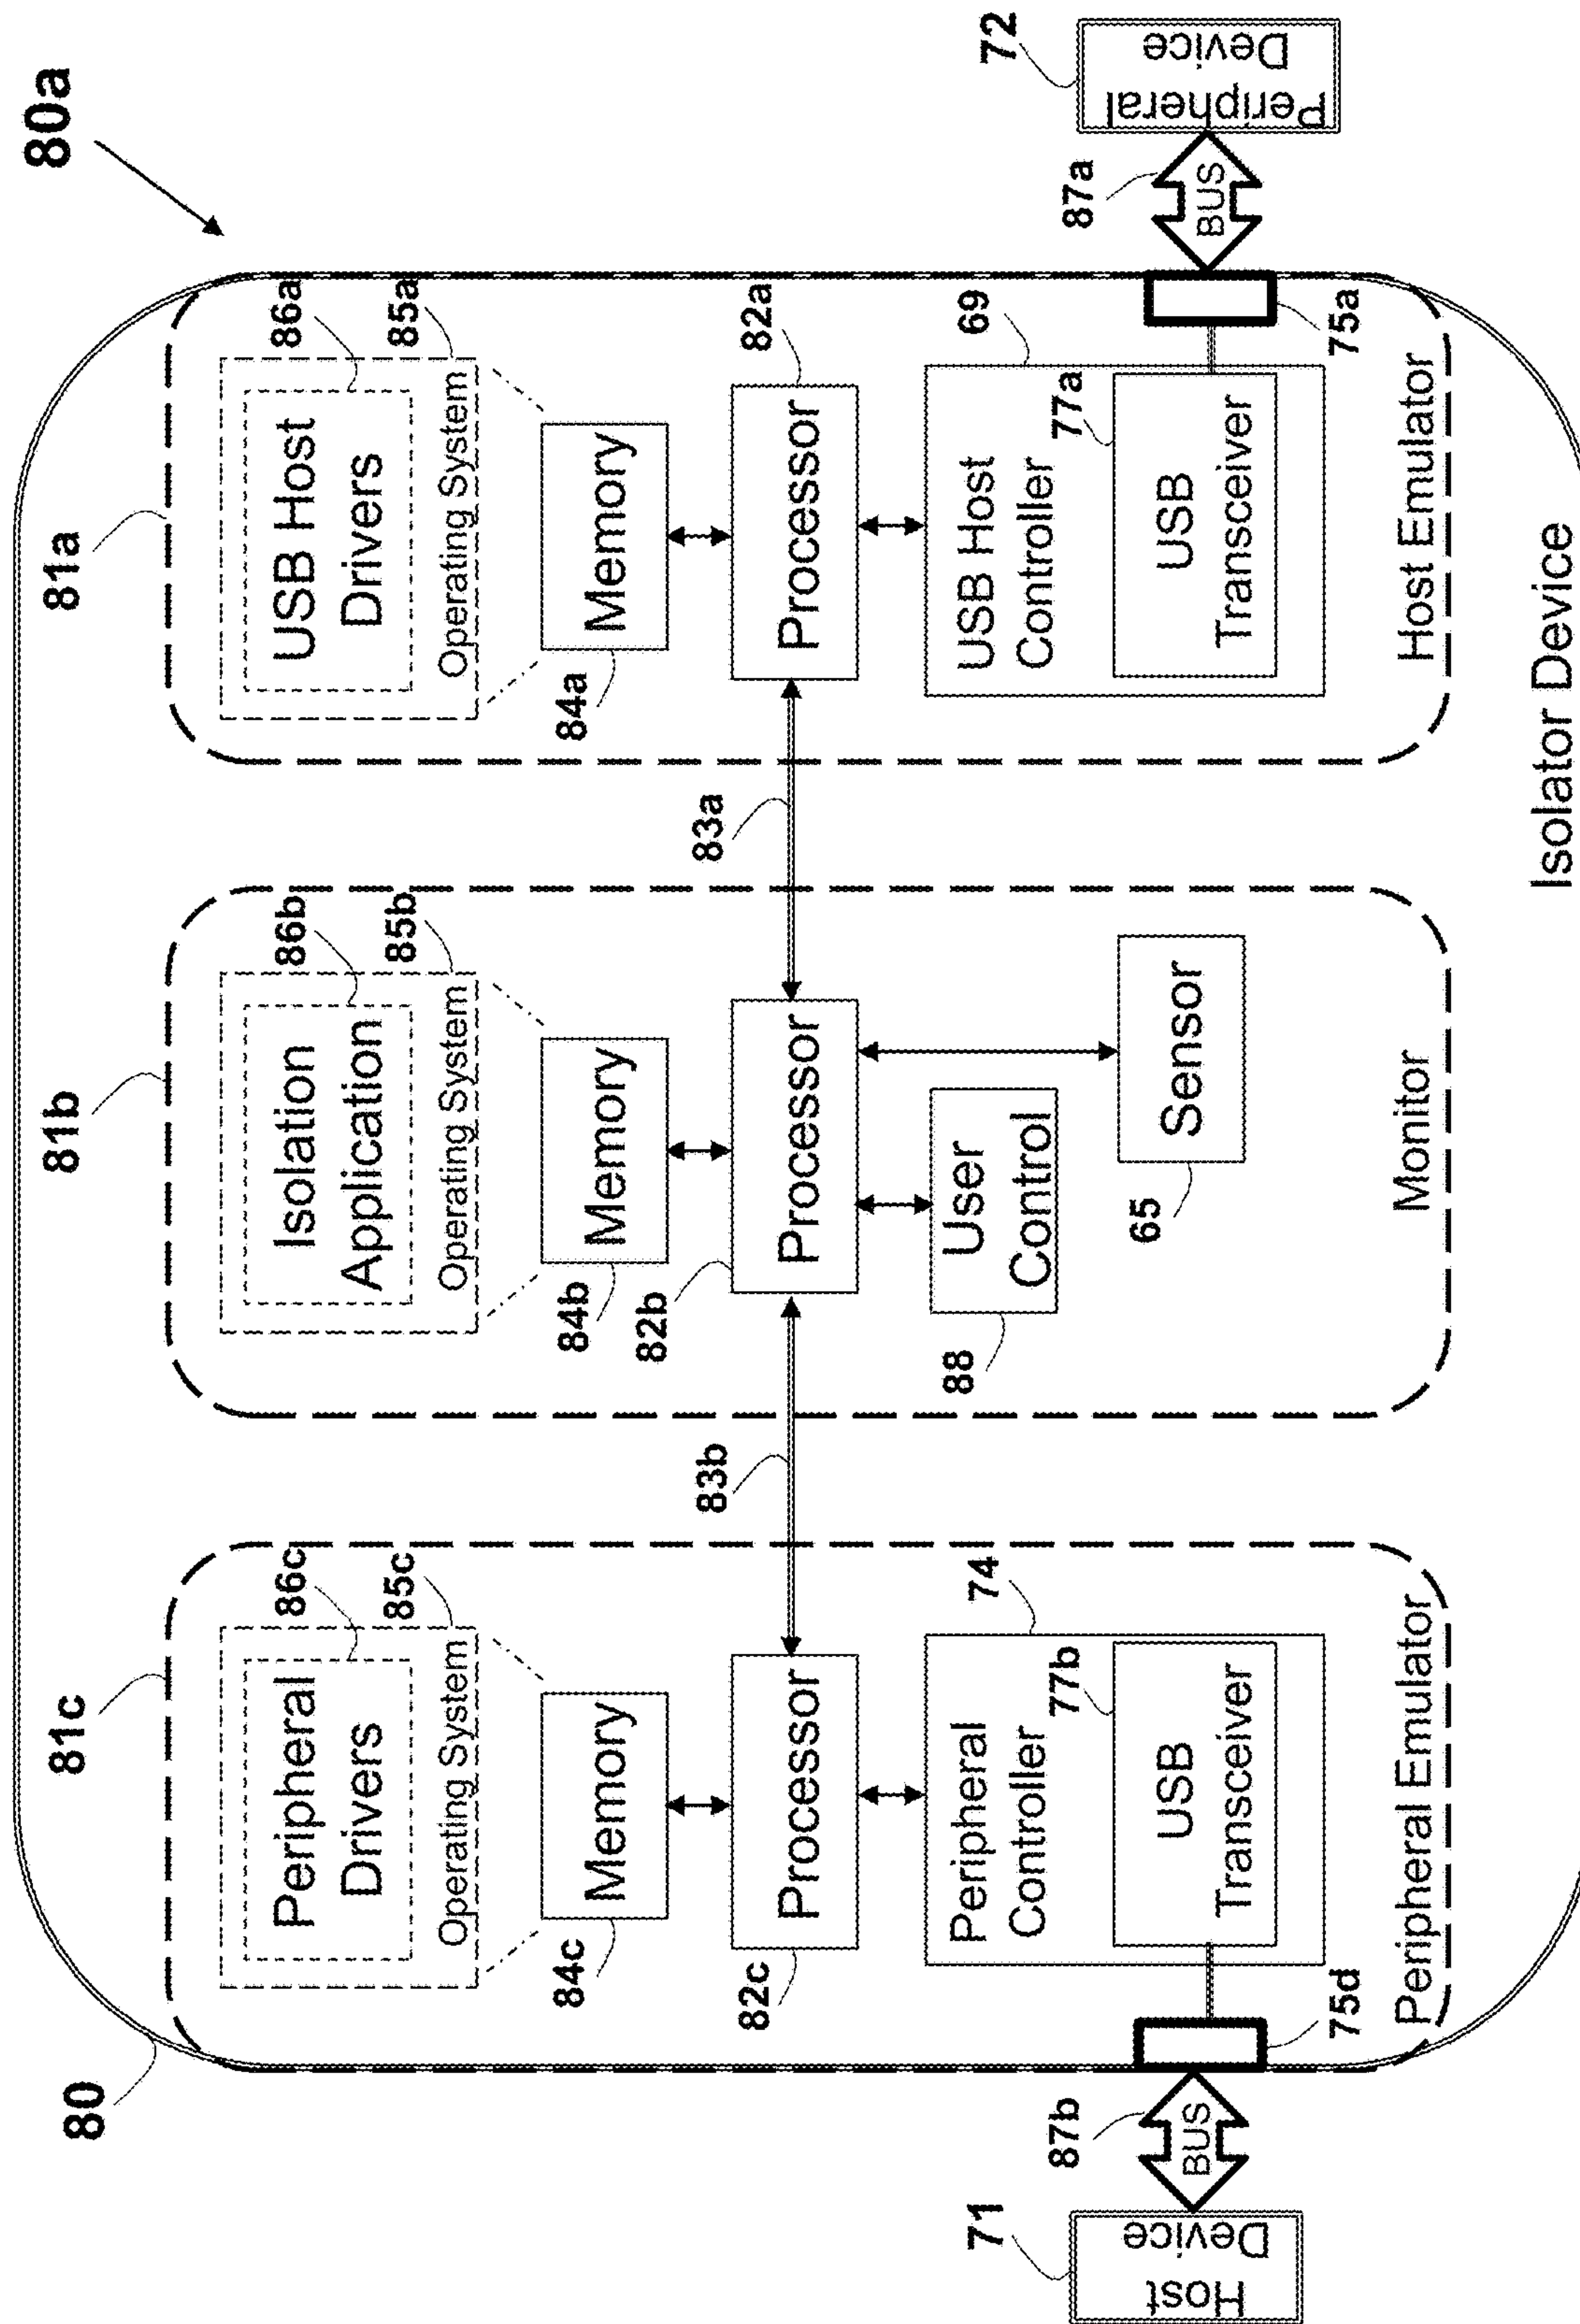 80a
80
81c
81b
81a
86c
Peripheral
Drivers
Operating System
85c
86b
Isolation
Application
Operating System
85b
86a
USB Host
Drivers
Operating System
85a
84c
Memory
84b
Memory
84a
Memory
82c
Processor
83b
82b
Processor
83a
82a
Processor
74
Peripheral
Controller
77b
USB
Transceiver
88
User
Control
65
Sensor
69
USB Host
Controller
77a
USB
Transceiver
71
Host
Device
87b
BUS
75d
75a
87a
BUS
72
Peripheral
Device
Peripheral Emulator
Monitor
Host Emulator
Isolator Device